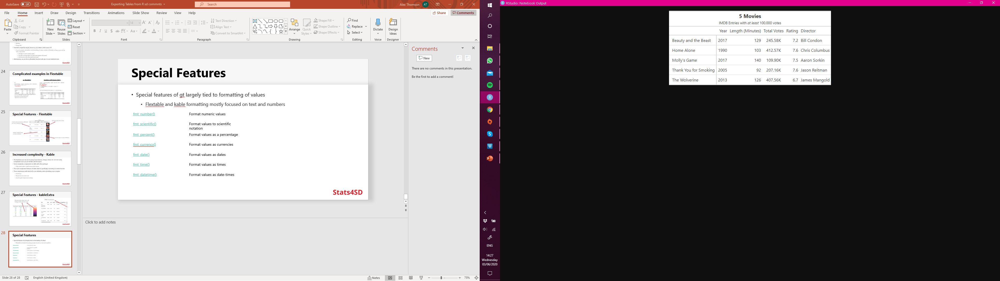 AutoSave Off
Exporting Tables from R sd commnts
Search
Alex Thomson AT
File Home Insert Draw Design Transitions Animations Slide Show Review View Help
Share Comments
Paste
Cut
Copy
Format Painter
Clipboard
New Slide
Reuse Slides
Layout
Reset
Section
Slides
14
Font
Text Direction
Align Text
Convert to SmartArt
Paragraph
Arrange
Quick Styles
Shape Fill
Shape Outline
Shape Effects
Drawing
Find
Replace
Select
Editing
Dictate
Voice
Design Ideas
Designer
Stats4SD
24
Complicated examples in Flextable
Stats4SD
25
Special Features - Flextable
Stats4SD
26
Increased complexity - Kable
Stats4SD
27
Special Features - kableExtra
Stats4SD
28
Special Features
Stats4SD
Special Features
• Special features of gt largely tied to formatting of values
• Flextable and kable formatting mostly focused on text and numbers
fmt_number() Format numeric values
fmt_scientific() Format values to scientific
notation
fmt_percent() Format values as a percentage
fmt_currency() Format values as currencies
fmt_date() Format values as dates
fmt_time() Format values as times
fmt_datetime() Format values as date-times
Stats4SD
Click to add notes
Comments
New
There are no comments in this presentation.
Be the first to add a comment!
Slide 28 of 28 English (United Kingdom)
Notes
75%
ENG
14:27
Wednesday
03/06/2020
RStudio: Notebook Output
5 Movies
IMDB Entries with at least 100,000 votes
Year Length (Minutes) Total Votes Rating Director
Beauty and the Beast 2017 129 245.58K 7.2 Bill Condon
Home Alone 1990 103 412.57K 7.6 Chris Columbus
Molly's Game 2017 140 109.90K 7.5 Aaron Sorkin
Thank You for Smoking 2005 92 207.16K 7.6 Jason Reitman
The Wolverine 2013 126 407.56K 6.7 James Mangold